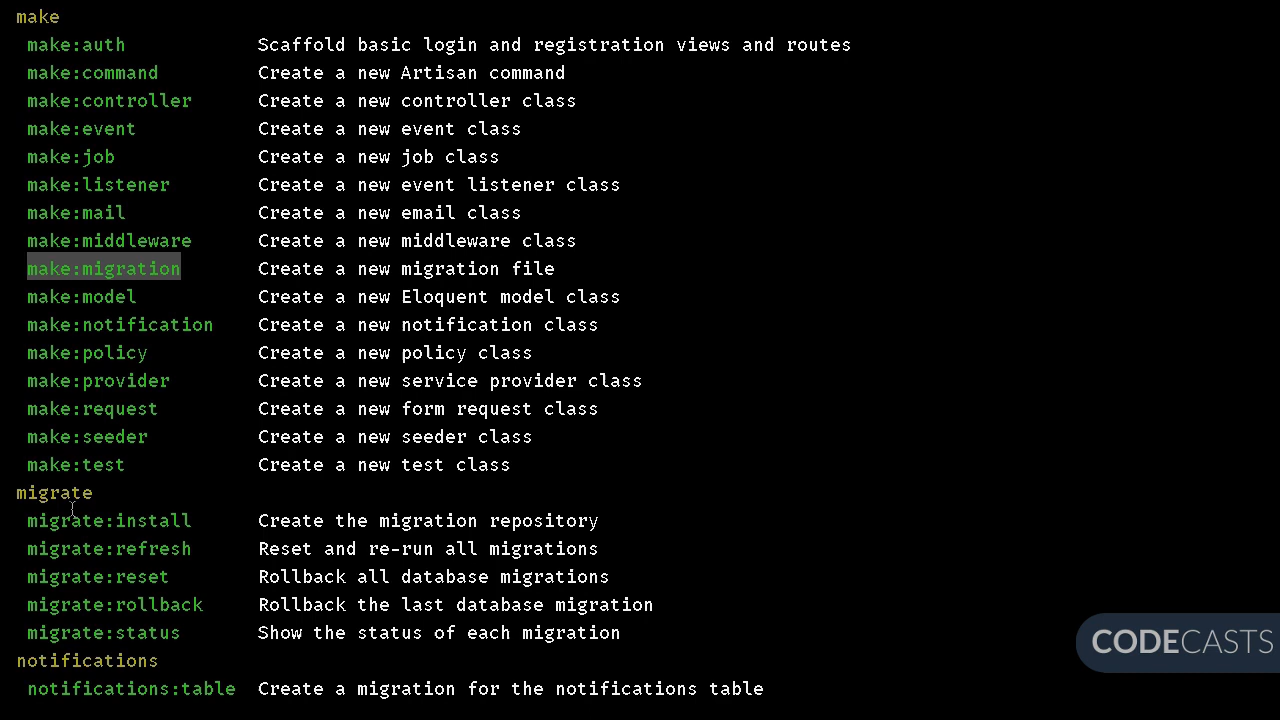 make
make:auth Scaffold basic login and registration views and routes
make:command Create a new Artisan command
make:controller Create a new controller class
make:event Create a new event class
make:job Create a new job class
make:listener Create a new event listener class
make:mail Create a new email class
make:middleware Create a new middleware class
make:migration Create a new migration file
make:model Create a new Eloquent model class
make:notification Create a new notification class
make:policy Create a new policy class
make:provider Create a new service provider class
make:request Create a new form request class
make:seeder Create a new seeder class
make:test Create a new test class
migrate
migrate:install Create the migration repository
migrate:refresh Reset and re-run all migrations
migrate:reset Rollback all database migrations
migrate:rollback Rollback the last database migration
migrate:status Show the status of each migration
notifications
notifications:table Create a migration for the notifications table
CODECASTS